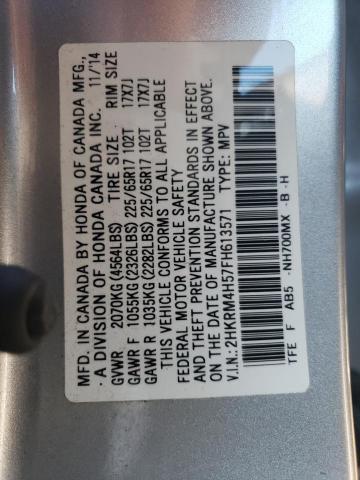 MFD. IN CANADA BY HONDA OF CANADA MFG.,
· A DIVISION OF HONDA CANADA INC. 11/14
GVWR 2070KG (4564LBS) TIRE SIZE RIM SIZE
GAWR F 1055KG (2326LBS) 225/65R17 102T 17X7J
GAWR R 1035KG (2282LBS) 225/65R17 102T 17X7J
THIS VEHICLE CONFORMS TO ALL APPLICABLE
FEDERAL MOTOR VEHICLE SAFETY
AND THEFT PREVENTION STANDARDS IN EFFECT
ON THE DATE OF MANUFACTURE SHOWN ABOVE.
V.I.N.: 2HKRM4H57FH613571 TYPE: MPV
TFE F AB5 -NH700MX -B -H